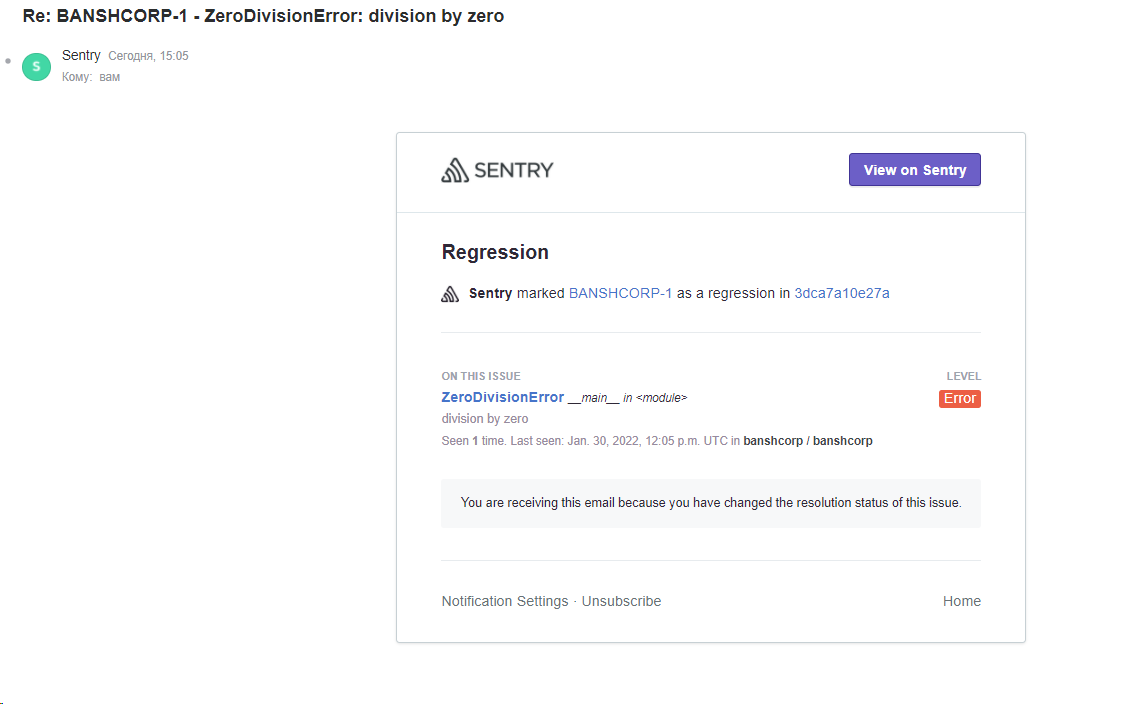 Re: BANSHCORP-1 - ZeroDivisionError: division by zero
S
Sentry Сегодня, 15:05
Кому: вам
SENTRY
View on Sentry
Regression
Sentry marked BANSHCORP-1 as a regression in 3dca7a10e27a
ON THIS ISSUE
LEVEL
ZeroDivisionError __main__ in <module>
Error
division by zero
Seen 1 time. Last seen: Jan. 30, 2022, 12:05 p.m. UTC in banshcorp / banshcorp
You are receiving this email because you have changed the resolution status of this issue.
Notification Settings · Unsubscribe
Home